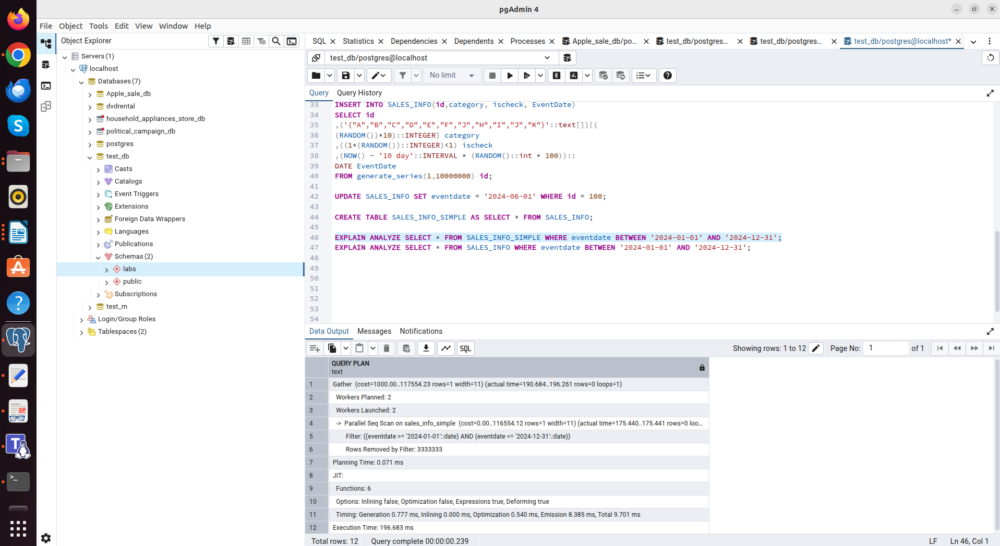 pgAdmin 4
File Object Tools Edit View Window Help
Object Explorer
SQL Statistics Dependencies Dependents Processes Apple_sale_db/po... test_db/postgres... test_db/postgres... test_db/postgres@localhost*
Servers (1)
localhost
Databases (7)
Apple_sale_db
dvdrental
household_appliances_store_db
political_campaign_db
postgres
test_db
Casts
Catalogs
Event Triggers
Extensions
Foreign Data Wrappers
Languages
Publications
Schemas (2)
labs
public
Subscriptions
test_m
Login/Group Roles
Tablespaces (2)
test_db/postgres@localhost
No limit
E
Query Query History
33 INSERT INTO SALES_INFO(id,category, ischeck, EventDate)
34 SELECT id
35 ,('{"A","B","C","D","E","F","J","H","I","J","K"}'::text[])[(
36 (RANDOM())*10)::INTEGER] category
37 ,((1*(RANDOM())::INTEGER)<1) ischeck
38 ,(NOW() - '10 day'::INTERVAL * (RANDOM()::int * 100))::
39 DATE EventDate
40 FROM generate_series(1,10000000) id;
41
42 UPDATE SALES_INFO SET eventdate = '2024-06-01' WHERE id = 100;
43
44 CREATE TABLE SALES_INFO_SIMPLE AS SELECT * FROM SALES_INFO;
45
46 EXPLAIN ANALYZE SELECT * FROM SALES_INFO_SIMPLE WHERE eventdate BETWEEN '2024-01-01' AND '2024-12-31';
47 EXPLAIN ANALYZE SELECT * FROM SALES_INFO WHERE eventdate BETWEEN '2024-01-01' AND '2024-12-31';
48
49
50
51
52
53
54
Data Output Messages Notifications
SQL
Showing rows: 1 to 12 Page No: 1 of 1
QUERY PLAN
text
1 Gather (cost=1000.00..117554.23 rows=1 width=11) (actual time=190.684..196.261 rows=0 loops=1)
2 Workers Planned: 2
3 Workers Launched: 2
4 -> Parallel Seq Scan on sales_info_simple (cost=0.00..116554.12 rows=1 width=11) (actual time=175.440..175.441 rows=0 loo...
5 Filter: ((eventdate >= '2024-01-01'::date) AND (eventdate <= '2024-12-31'::date))
6 Rows Removed by Filter: 3333333
7 Planning Time: 0.071 ms
8 JIT:
9 Functions: 6
10 Options: Inlining false, Optimization false, Expressions true, Deforming true
11 Timing: Generation 0.777 ms, Inlining 0.000 ms, Optimization 0.540 ms, Emission 8.385 ms, Total 9.701 ms
12 Execution Time: 196.683 ms
Total rows: 12 Query complete 00:00:00.239 LF Ln 46, Col 1